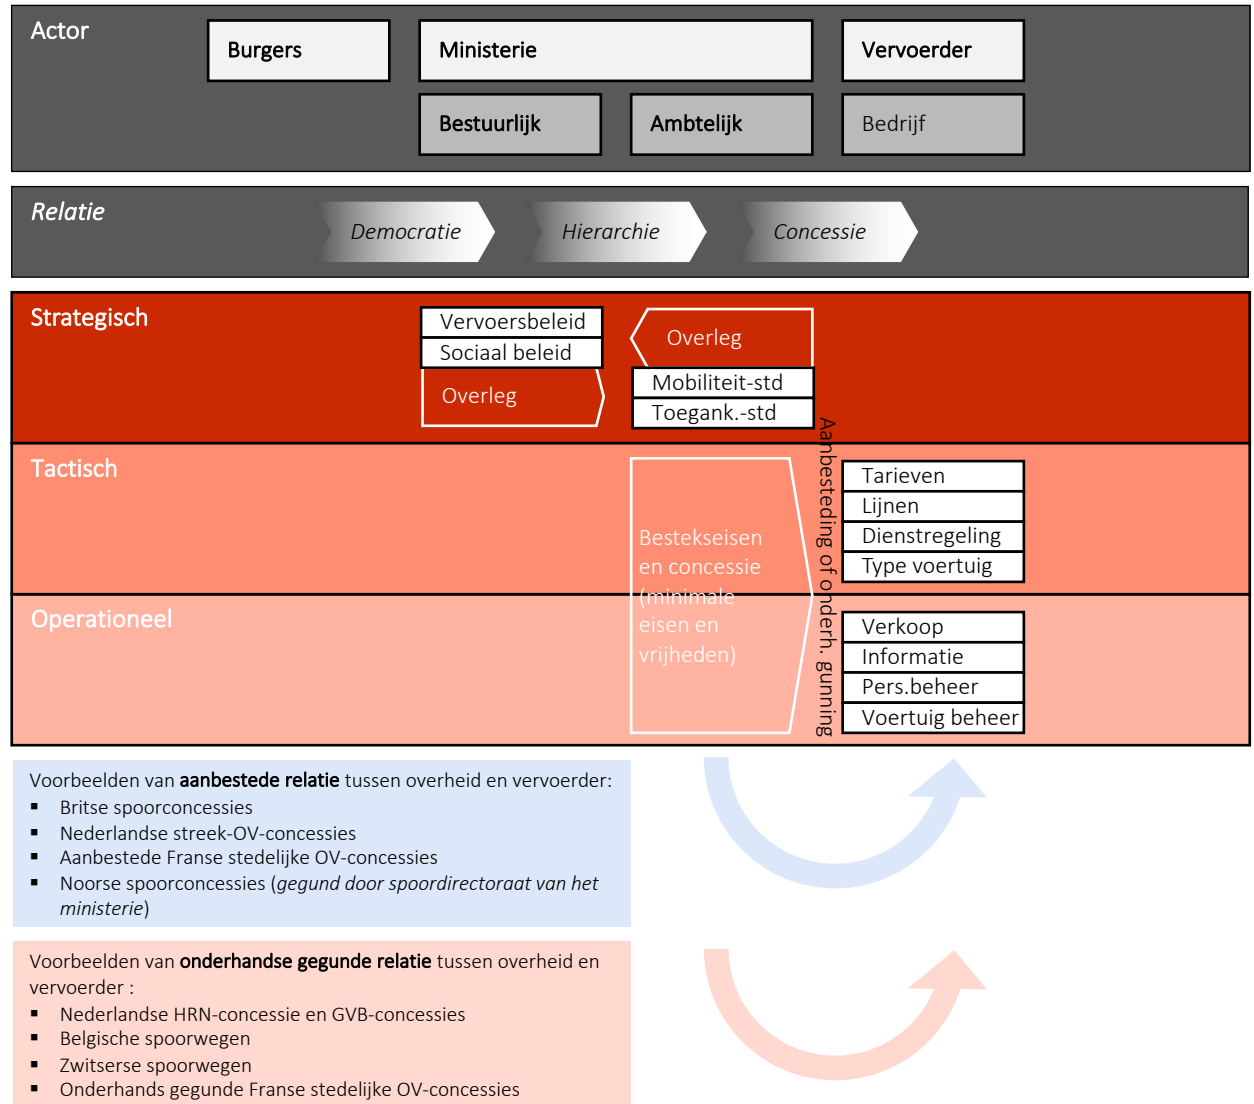 Actor
Burgers
Ministerie
Vervoerder
Bestuurlijk
Ambtelijk
Bedrijf
Relatie
Democratie
Hierarchie
Concessie
Strategisch
Vervoersbeleid
Sociaal beleid
Overleg
Overleg
Mobiliteit-std
Toegank.-std
Aanbesteding of onderh. gunning
Tactisch
Tarieven
Lijnen
Dienstregeling
Type voertuig
Bestekseisen
en concessie
(minimale
eisen en
vrijheden)
Operationeel
Verkoop
Informatie
Pers.beheer
Voertuig beheer
Voorbeelden van aanbestede relatie tussen overheid en vervoerder:
▪ Britse spoorconcessies
▪ Nederlandse streek-OV-concessies
▪ Aanbestede Franse stedelijke OV-concessies
▪ Noorse spoorconcessies (gegund door spoordirectoraat van het
ministerie)
Voorbeelden van onderhandse gegunde relatie tussen overheid en
vervoerder :
▪ Nederlandse HRN-concessie en GVB-concessies
▪ Belgische spoorwegen
▪ Zwitserse spoorwegen
▪ Onderhands gegunde Franse stedelijke OV-concessies